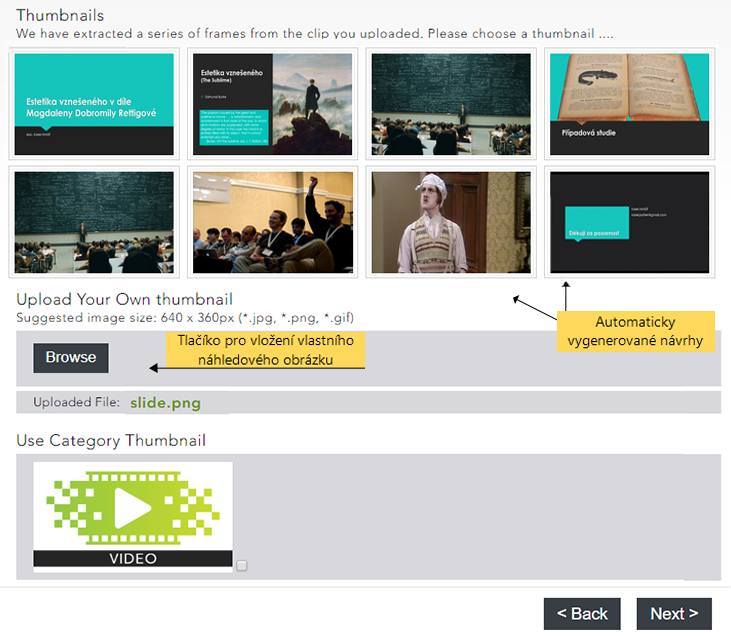 Thumbnails
We have extracted a series of frames from the clip you uploaded. Please choose a thumbnail ....
Estetika vznešeného v díle
Magdaleny Dobromily Rettigové
Estetika vznešeného
(The Sublime)
Edmund Burke
Případová studie
Děkuji za pozornost
Upload Your Own thumbnail
Suggested image size: 640 x 360px (*.jpg, *.png, *.gif)
Automaticky
vygenerované návrhy
Tlačíko pro vložení vlastního
náhledového obrázku
Browse
Uploaded File: slide.png
Use Category Thumbnail
VIDEO
< Back
Next >